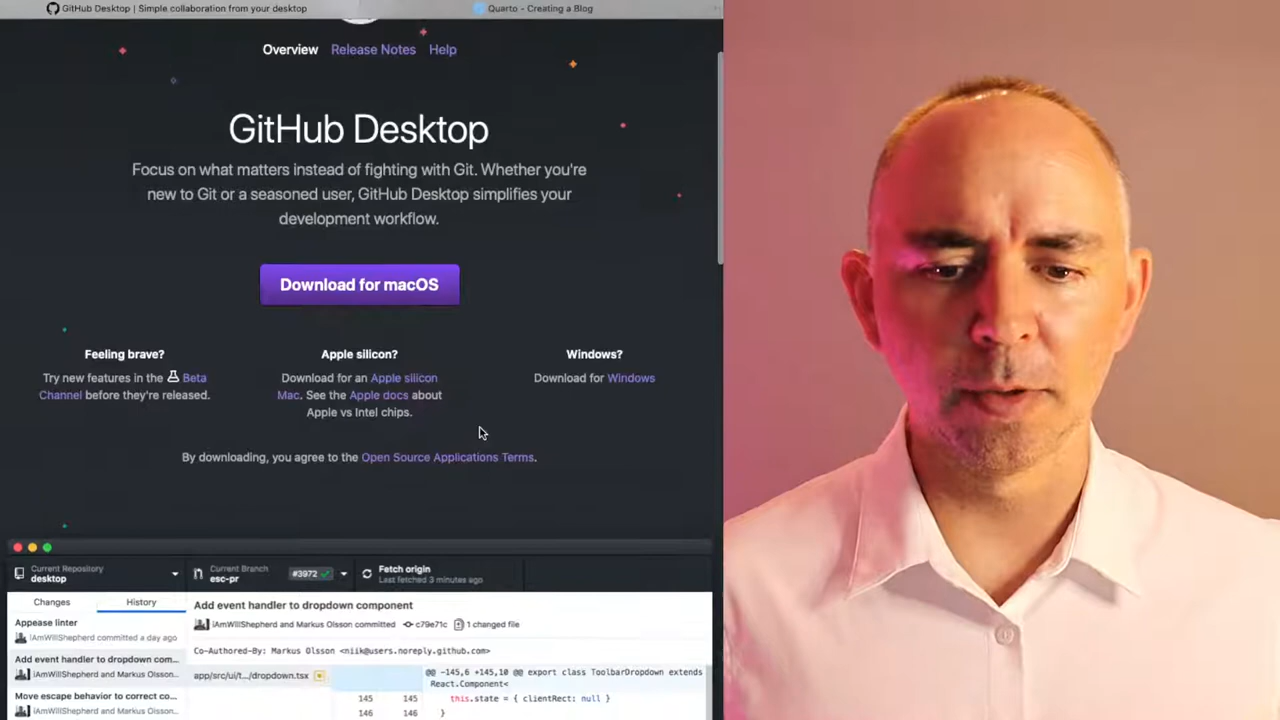 GitHub Desktop | Simple collaboration from your desktop
Quarto - Creating a Blog
Overview Release Notes Help
GitHub Desktop
Focus on what matters instead of fighting with Git. Whether you're
new to Git or a seasoned user, GitHub Desktop simplifies your
development workflow.
Download for macOS
Feeling brave?
Try new features in the Beta
Channel before they're released.
Apple silicon?
Download for an Apple silicon
Mac. See the Apple docs about
Apple vs Intel chips.
Windows?
Download for Windows
By downloading, you agree to the Open Source Applications Terms.
Current Repository
desktop
Current Branch
esc-pr
#3972
Fetch origin
Last fetched 3 minutes ago
Changes
History
Appease linter
iAmWillShepherd committed a day ago
Add event handler to dropdown com...
iAmWillShepherd and Markus Olsson...
Move escape behavior to correct co...
iAmWillShepherd and Markus Olsson...
Add event handler to dropdown component
iAmWillShepherd and Markus Olsson committed c79e71c 1 changed file
Co-Authored-By: Markus Olsson <niik@users.noreply.github.com>
app/src/ui/t.../dropdown.tsx
@@ -145,6 +145,10 @@ export class ToolbarDropdown extends
React.Component<
145 145 this.state = { clientRect: null }
146 146 }